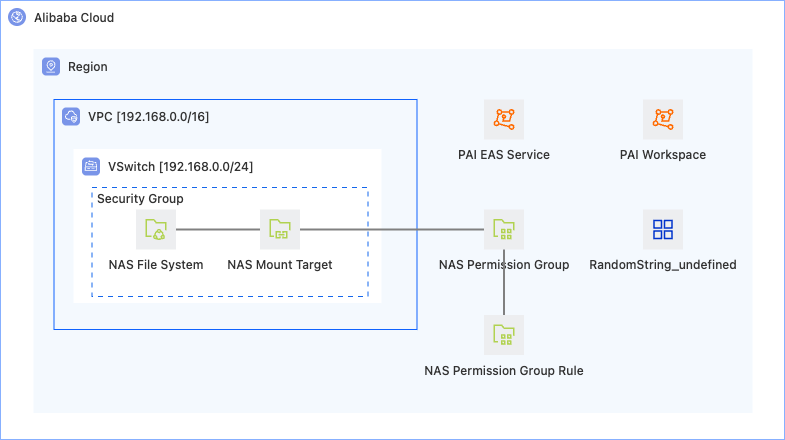 Alibaba Cloud
Region
VPC [192.168.0.0/16]
PAI EAS Service
PAI Workspace
VSwitch [192.168.0.0/24]
Security Group
NAS File System
NAS Mount Target
NAS Permission Group
RandomString_undefined
NAS Permission Group Rule